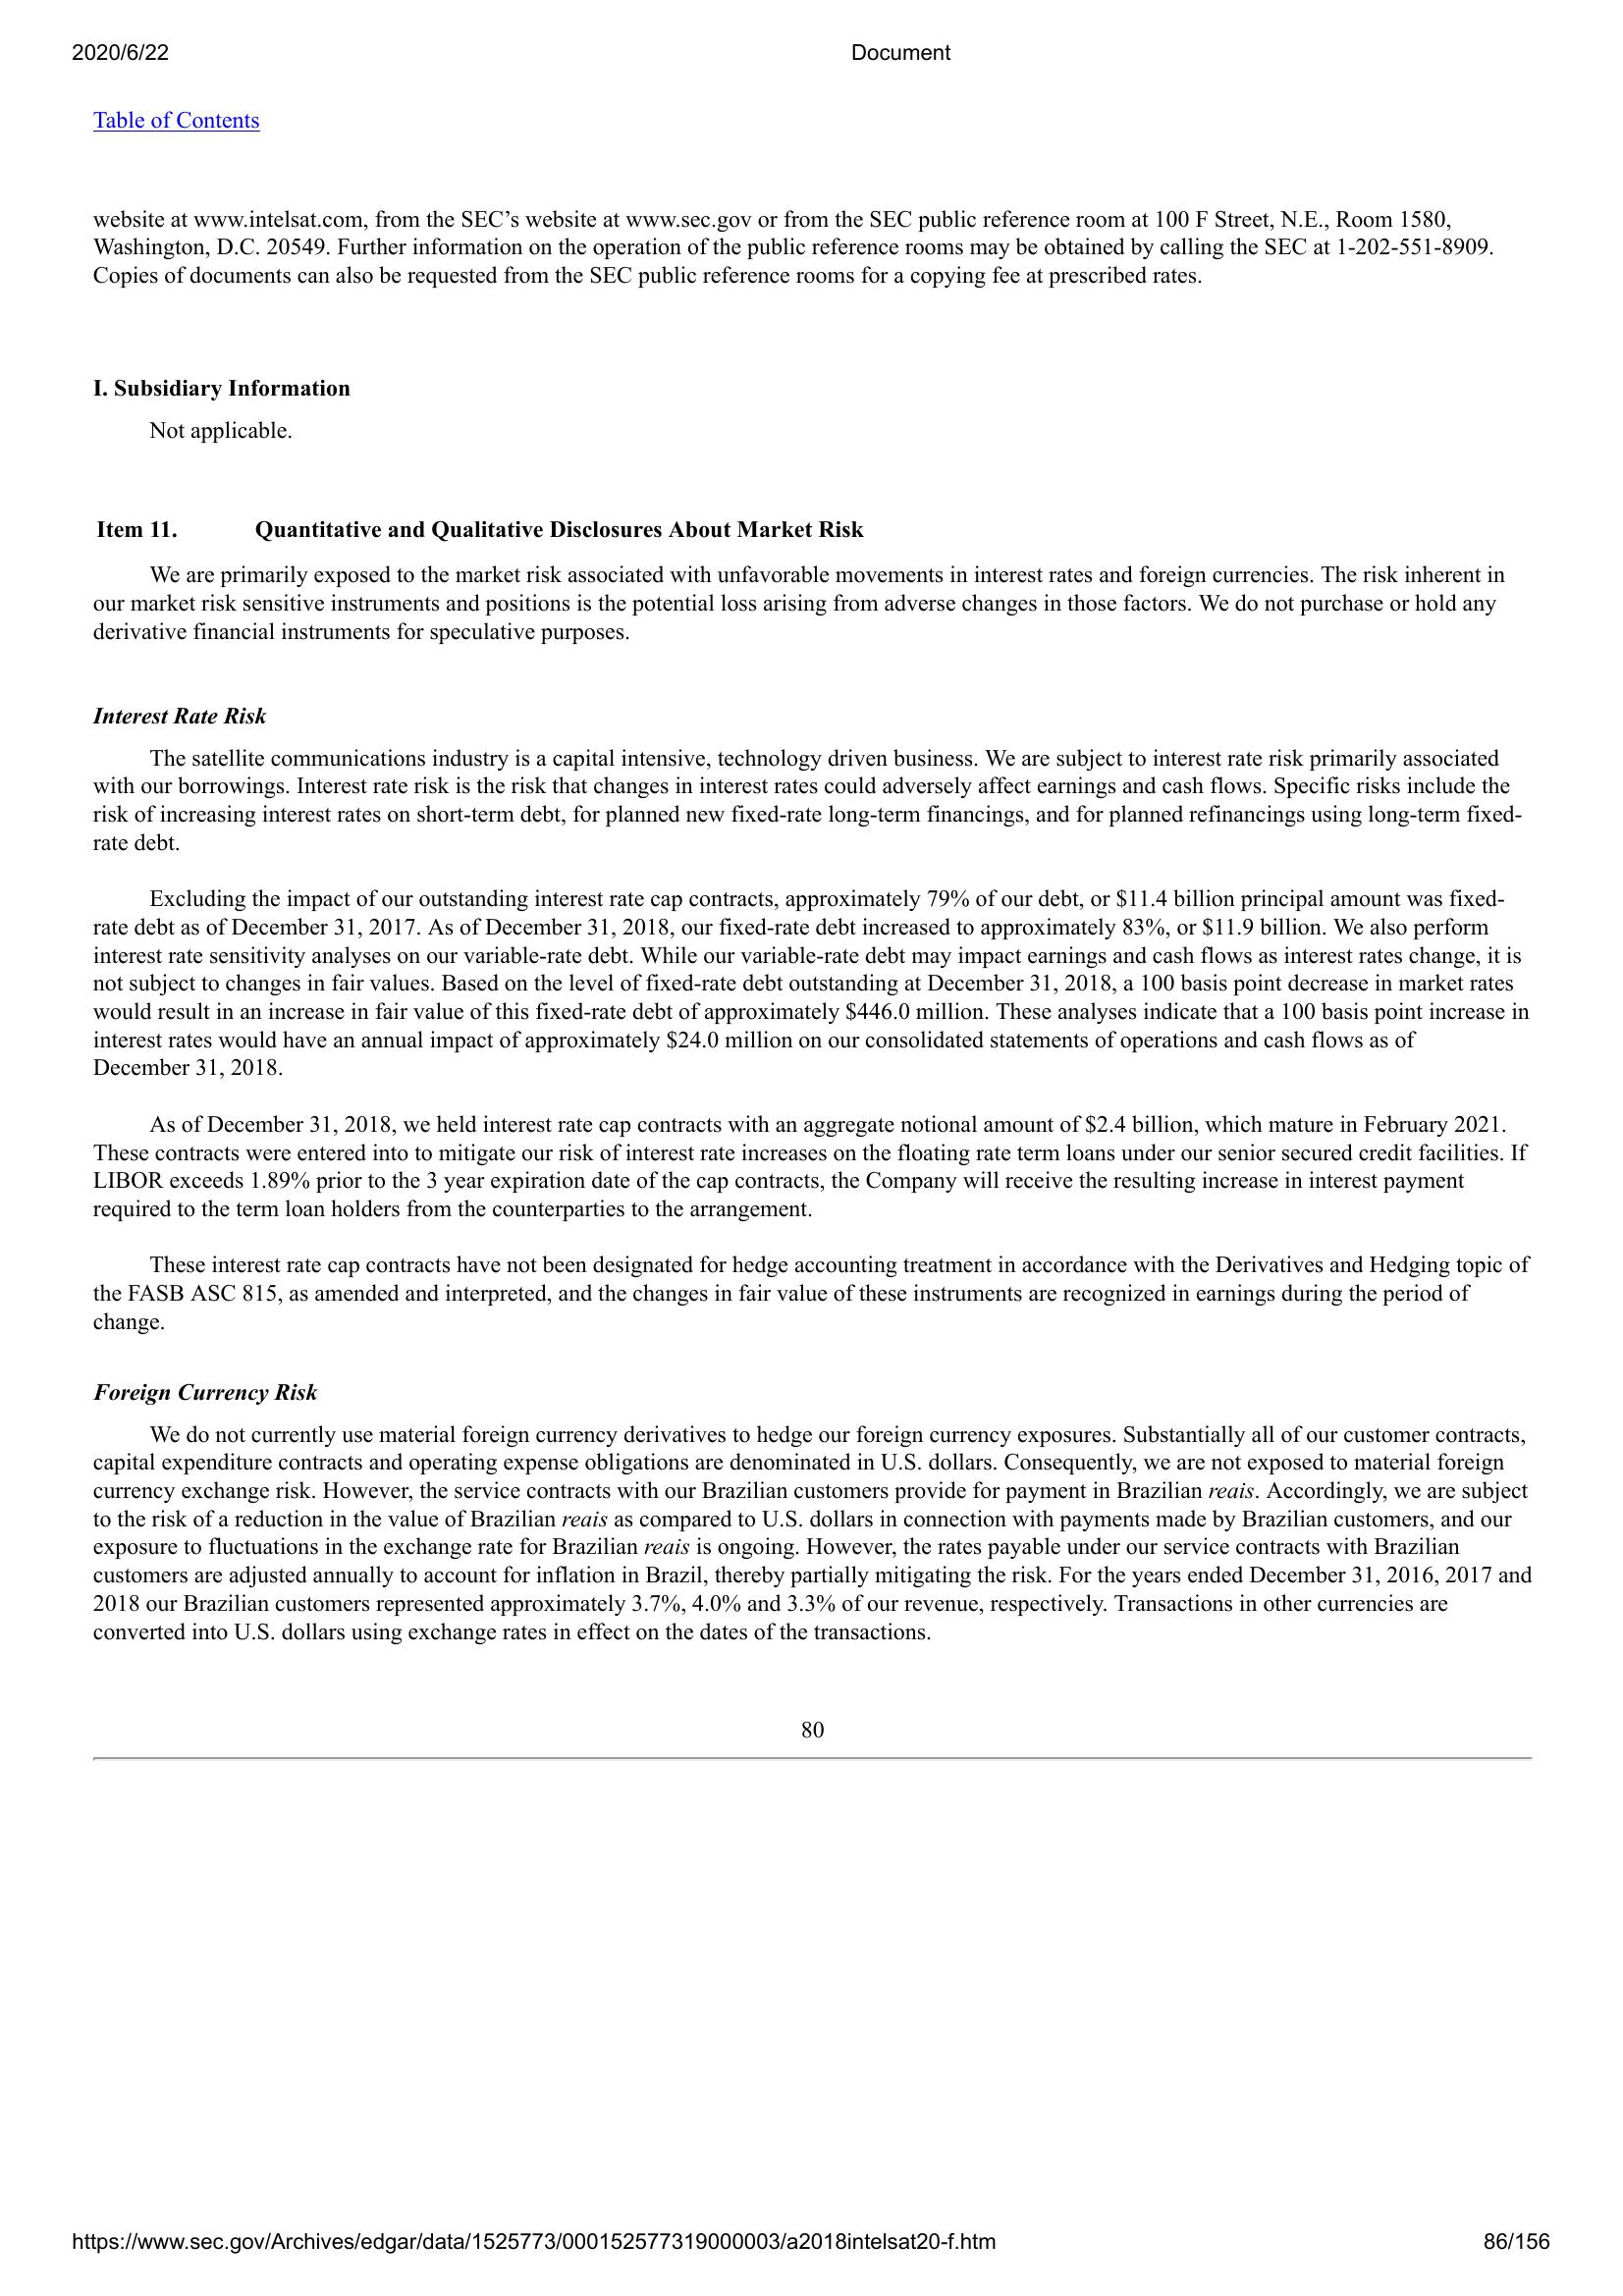 2020/6/22 Document
Table of Contents
website at www.intelsat.com, from the SEC’s website at www.sec.gov or from the SEC public reference room at 100 F Street, N.E., Room 1580,
Washington, D.C. 20549. Further information on the operation of the public reference rooms may be obtained by calling the SEC at 1-202-551-8909.
Copies of documents can also be requested from the SEC public reference rooms for a copying fee at prescribed rates.
I. Subsidiary Information
Not applicable.
Item 11. Quantitative and Qualitative Disclosures About Market Risk
We are primarily exposed to the market risk associated with unfavorable movements in interest rates and foreign currencies. The risk inherent in
our market risk sensitive instruments and positions is the potential loss arising from adverse changes in those factors. We do not purchase or hold any
derivative financial instruments for speculative purposes.
Interest Rate Risk
The satellite communications industry is a capital intensive, technology driven business. We are subject to interest rate risk primarily associated
with our borrowings. Interest rate risk is the risk that changes in interest rates could adversely affect earnings and cash flows. Specific risks include the
risk of increasing interest rates on short-term debt, for planned new fixed-rate long-term financings, and for planned refinancings using long-term fixed-
rate debt.
Excluding the impact of our outstanding interest rate cap contracts, approximately 79% of our debt, or $11.4 billion principal amount was fixed-
rate debt as of December 31, 2017. As of December 31, 2018, our fixed-rate debt increased to approximately 83%, or $11.9 billion. We also perform
interest rate sensitivity analyses on our variable-rate debt. While our variable-rate debt may impact earnings and cash flows as interest rates change, it is
not subject to changes in fair values. Based on the level of fixed-rate debt outstanding at December 31, 2018, a 100 basis point decrease in market rates
would result in an increase in fair value of this fixed-rate debt of approximately $446.0 million. These analyses indicate that a 100 basis point increase in
interest rates would have an annual impact of approximately $24.0 million on our consolidated statements of operations and cash flows as of
December 31, 2018.
As of December 31, 2018, we held interest rate cap contracts with an aggregate notional amount of $2.4 billion, which mature in February 2021.
These contracts were entered into to mitigate our risk of interest rate increases on the floating rate term loans under our senior secured credit facilities. If
LIBOR exceeds 1.89% prior to the 3 year expiration date of the cap contracts, the Company will receive the resulting increase in interest payment
required to the term loan holders from the counterparties to the arrangement.
These interest rate cap contracts have not been designated for hedge accounting treatment in accordance with the Derivatives and Hedging topic of
the FASB ASC 815, as amended and interpreted, and the changes in fair value of these instruments are recognized in earnings during the period of
change.
Foreign Currency Risk
We do not currently use material foreign currency derivatives to hedge our foreign currency exposures. Substantially all of our customer contracts,
capital expenditure contracts and operating expense obligations are denominated in U.S. dollars. Consequently, we are not exposed to material foreign
currency exchange risk. However, the service contracts with our Brazilian customers provide for payment in Brazilian reais. Accordingly, we are subject
to the risk of a reduction in the value of Brazilian reais as compared to U.S. dollars in connection with payments made by Brazilian customers, and our
exposure to fluctuations in the exchange rate for Brazilian reais is ongoing. However, the rates payable under our service contracts with Brazilian
customers are adjusted annually to account for inflation in Brazil, thereby partially mitigating the risk. For the years ended December 31, 2016, 2017 and
2018 our Brazilian customers represented approximately 3.7%, 4.0% and 3.3% of our revenue, respectively. Transactions in other currencies are
converted into U.S. dollars using exchange rates in effect on the dates of the transactions.
80
https://www.sec.gov/Archives/edgar/data/1525773/000152577319000003/a2018intelsat20-f.htm 86/156